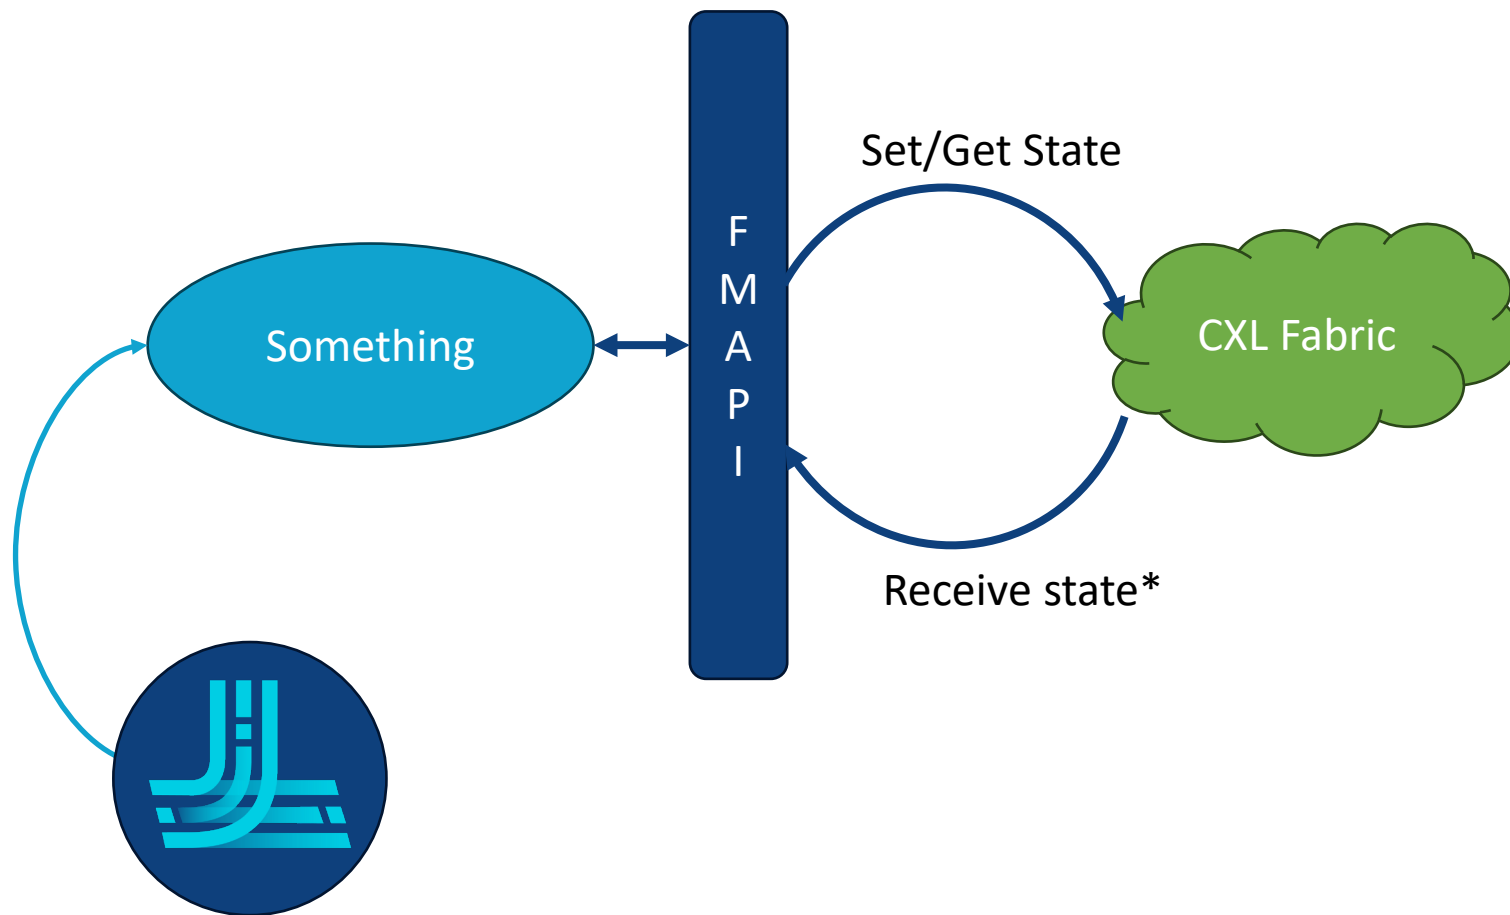 Set/Get State
F
M
A
P
I
Something
CXL Fabric
Receive state*